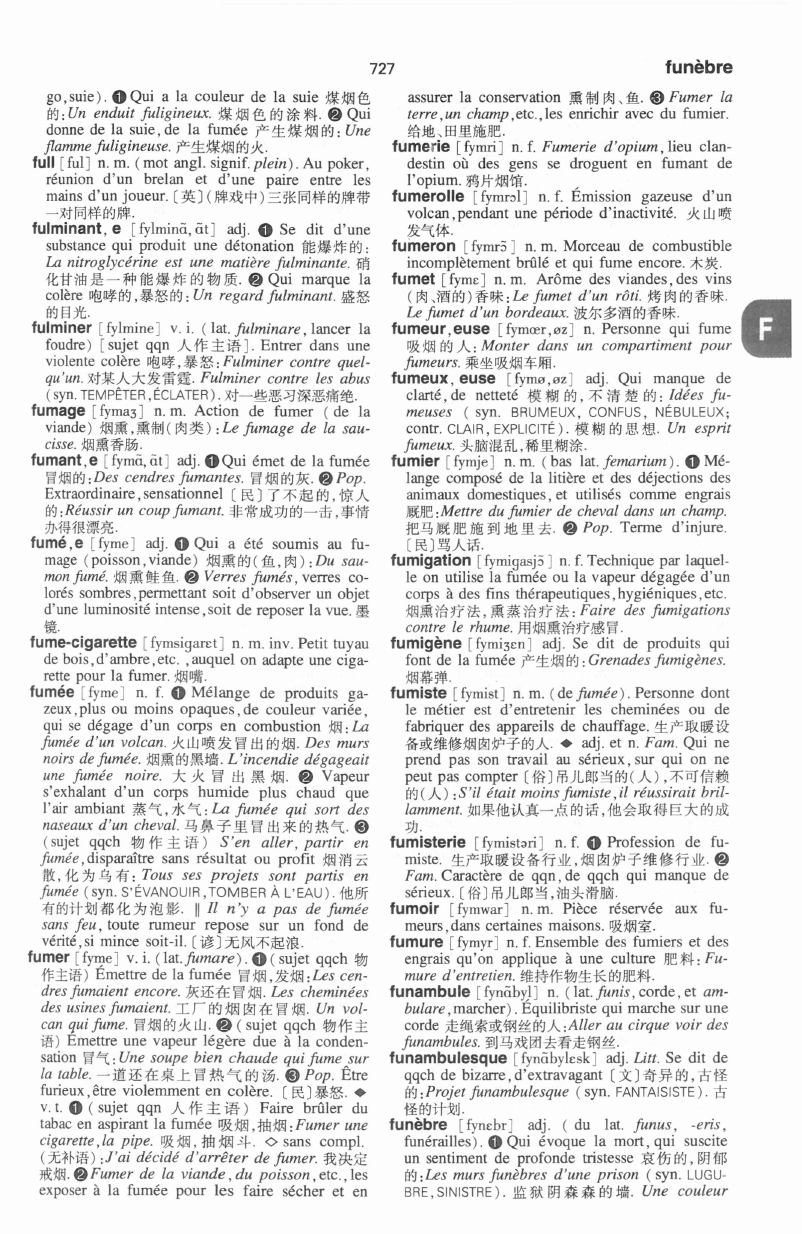 727
funèbre
go,suie). ❶ Qui a la couleur de la suie 煤烟色
的:Un enduit fuligineux. 煤烟色的涂料. ❷ Qui
donne de la suie,de la fumée 产生煤烟的: Une
flamme fuligineuse. 产生煤烟的火.
full [ful] n. m. (mot angl. signif. plein). Au poker,
réunion d'un brelan et d'une paire entre les
mains d'un joueur. 〔英〕(牌戏中)三张同样的牌带
一对同样的牌.
fulminant, e [fylminɑ̃,ɑ̃t] adj. ❶ Se dit d'une
substance qui produit une détonation 能爆炸的:
La nitroglycérine est une matière fulminante. 硝
化甘油是一种能爆炸的物质. ❷ Qui marque la
colère 咆哮的,暴怒的: Un regard fulminant. 盛怒
的目光.
fulminer [fylmine] v. i. (lat. fulminare, lancer la
foudre) [sujet qqn 人作主语]. Entrer dans une
violente colère 咆哮,暴怒:Fulminer contre quel-
qu'un. 对某人大发雷霆. Fulminer contre les abus
(syn. TEMPÊTER,ÉCLATER). 对一些恶习深恶痛绝.
fumage [fymaʒ] n. m. Action de fumer (de la
viande) 烟熏,熏制(肉类):Le fumage de la sau-
cisse. 烟熏香肠.
fumant,e [fymɑ̃, ɑ̃t] adj. ❶Qui émet de la fumée
冒烟的:Des cendres fumantes. 冒烟的灰. ❷ Pop.
Extraordinaire,sensationnel 〔民〕了不起的,惊人
的:Réussir un coup fumant. 非常成功的一击,事情
办得很漂亮.
fumé,e [fyme] adj. ❶ Qui a été soumis au fu-
mage (poisson,viande) 烟熏的(鱼,肉):Du sau-
mon fumé. 烟熏鲑鱼. ❷ Verres fumés, verres co-
lorés sombres,permettant soit d'observer un objet
d'une luminosité intense,soit de reposer la vue. 墨
镜.
fume-cigarette [fymsigarɛt] n. m. inv. Petit tuyau
de bois,d'ambre,etc. ,auquel on adapte une ciga-
rette pour la fumer. 烟嘴.
fumée [fyme] n. f. ❶ Mélange de produits ga-
zeux,plus ou moins opaques,de couleur variée,
qui se dégage d'un corps en combustion 烟: La
fumée d'un volcan. 火山喷发冒出的烟. Des murs
noirs de fumée. 烟熏的黑墙. L'incendie dégageait
une fumée noire. 大火冒出黑烟. ❷ Vapeur
s'exhalant d'un corps humide plus chaud que
l'air ambiant 蒸气,水气: La fumée qui sort des
naseaux d'un cheval. 马鼻子里冒出来的热气. ❸
(sujet qqch 物作主语) S'en aller, partir en
fumée,disparaître sans résultat ou profit 烟消云
散,化为乌有: Tous ses projets sont partis en
fumée (syn. S'ÉVANOUIR,TOMBER À L'EAU). 他所
有的计划都化为泡影. ‖ Il n'y a pas de fumée
sans feu, toute rumeur repose sur un fond de
vérité,si mince soit-il. 〔谚〕无风不起浪.
fumer [fyme] v. i. (lat. fumare). ❶(sujet qqch 物
作主语) Émettre de la fumée 冒烟,发烟:Les cen-
dres fumaient encore. 灰还在冒烟. Les cheminées
des usines fumaient. 工厂的烟囱在冒烟. Un vol-
can qui fume. 冒烟的火山. ❷ (sujet qqch 物作主
语) Émettre une vapeur légère due à la conden-
sation 冒气: Une soupe bien chaude qui fume sur
la table. 一道还在桌上冒热气的汤. ❸ Pop. Être
furieux,être violemment en colère. 〔民〕暴怒. ◆
v. t. ❶ (sujet qqn 人作主语) Faire brûler du
tabac en aspirant la fumée 吸烟,抽烟:Fumer une
cigarette,la pipe. 吸烟,抽烟斗. ◇ sans compl.
(无补语):J'ai décidé d'arrêter de fumer. 我决定
戒烟. ❷ Fumer de la viande, du poisson,etc.,les
exposer à la fumée pour les faire sécher et en
assurer la conservation 熏制肉、鱼. ❸ Fumer la
terre,un champ,etc.,les enrichir avec du fumier.
给地、田里施肥.
fumerie [fymri] n. f. Fumerie d'opium,lieu clan-
destin où des gens se droguent en fumant de
l'opium. 鸦片烟馆.
fumerolle [fymrɔl] n. f. Émission gazeuse d'un
volcan,pendant une période d'inactivité. 火山喷
发气体.
fumeron [fymrɔ̃] n. m. Morceau de combustible
incomplètement brûlé et qui fume encore. 木炭.
fumet [fymɛ] n. m. Arôme des viandes,des vins
(肉、酒的)香味:Le fumet d'un rôti. 烤肉的香味.
Le fumet d'un bordeaux. 波尔多酒的香味.
fumeur,euse [fymœr,øz] n. Personne qui fume
吸烟的人: Monter dans un compartiment pour
fumeurs. 乘坐吸烟车厢.
fumeux, euse [fymø,øz] adj. Qui manque de
clarté,de netteté 模糊的,不清楚的: Idées fu-
meuses (syn. BRUMEUX, CONFUS, NÉBULEUX;
contr. CLAIR, EXPLICITÉ). 模糊的思想. Un esprit
fumeux. 头脑混乱,稀里糊涂.
fumier [fymje] n. m. (bas lat. femarium). ❶ Mé-
lange composé de la litière et des déjections des
animaux domestiques,et utilisés comme engrais
厩肥:Mettre du fumier de cheval dans un champ.
把马厩肥施到地里去. ❷ Pop. Terme d'injure.
〔民〕骂人话.
fumigation [fymigasjɔ̃] n. f. Technique par laquel-
le on utilise la fumée ou la vapeur dégagée d'un
corps à des fins thérapeutiques,hygiéniques,etc.
烟熏治疗法,熏蒸治疗法: Faire des fumigations
contre le rhume. 用烟熏治疗感冒.
fumigène [fymiʒɛn] adj. Se dit de produits qui
font de la fumée 产生烟的:Grenades fumigènes.
烟幕弹.
fumiste [fymist] n. m. (de fumée). Personne dont
le métier est d'entretenir les cheminées ou de
fabriquer des appareils de chauffage. 生产取暖设
备或维修烟囱炉子的人. ◆ adj. et n. Fam. Qui ne
prend pas son travail au sérieux,sur qui on ne
peut pas compter 〔俗〕吊儿郎当的(人),不可信赖
的(人):S'il était moins fumiste,il réussirait bril-
lamment. 如果他认真一点的话,他会取得巨大的成
功.
fumisterie [fymistəri] n. f. ❶ Profession de fu-
miste. 生产取暖设备行业,烟囱炉子维修行业. ❷
Fam. Caractère de qqn,de qqch qui manque de
sérieux. 〔俗〕吊儿郎当,油头滑脑.
fumoir [fymwar] n. m. Pièce réservée aux fu-
meurs,dans certaines maisons. 吸烟室.
fumure [fymyr] n. f. Ensemble des fumiers et des
engrais qu'on applique à une culture 肥料: Fu-
mure d'entretien. 维持作物生长的肥料.
funambule [fynɑ̃byl] n. (lat. funis, corde, et am-
bulare,marcher). Équilibriste qui marche sur une
corde 走绳索或钢丝的人:Aller au cirque voir des
funambules. 到马戏团去看走钢丝.
funambulesque [fynɑ̃bylɛsk] adj. Litt. Se dit de
qqch de bizarre,d'extravagant 〔文〕奇异的,古怪
的:Projet funambulesque (syn. FANTAISISTE). 古
怪的计划.
funèbre [fynɛbr] adj. (du lat. funus, -eris,
funérailles). ❶ Qui évoque la mort, qui suscite
un sentiment de profonde tristesse 哀伤的,阴郁
的:Les murs funèbres d'une prison (syn. LUGU-
BRE,SINISTRE). 监狱阴森森的墙. Une couleur
F